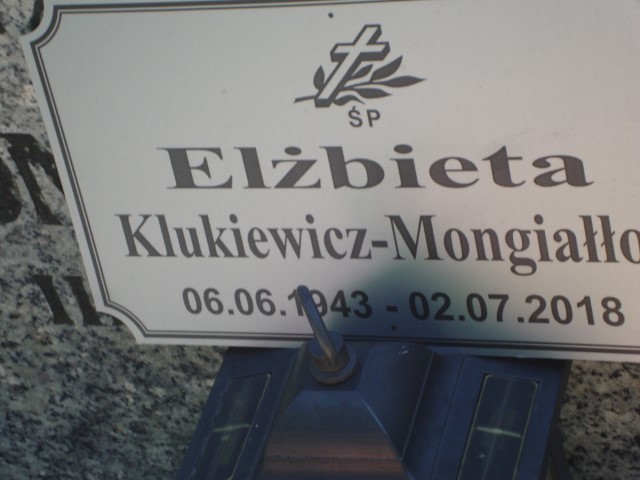 ŚP
Elżbieta
Klukiewicz-Mongiałło
06.06.1943 - 02.07.2018